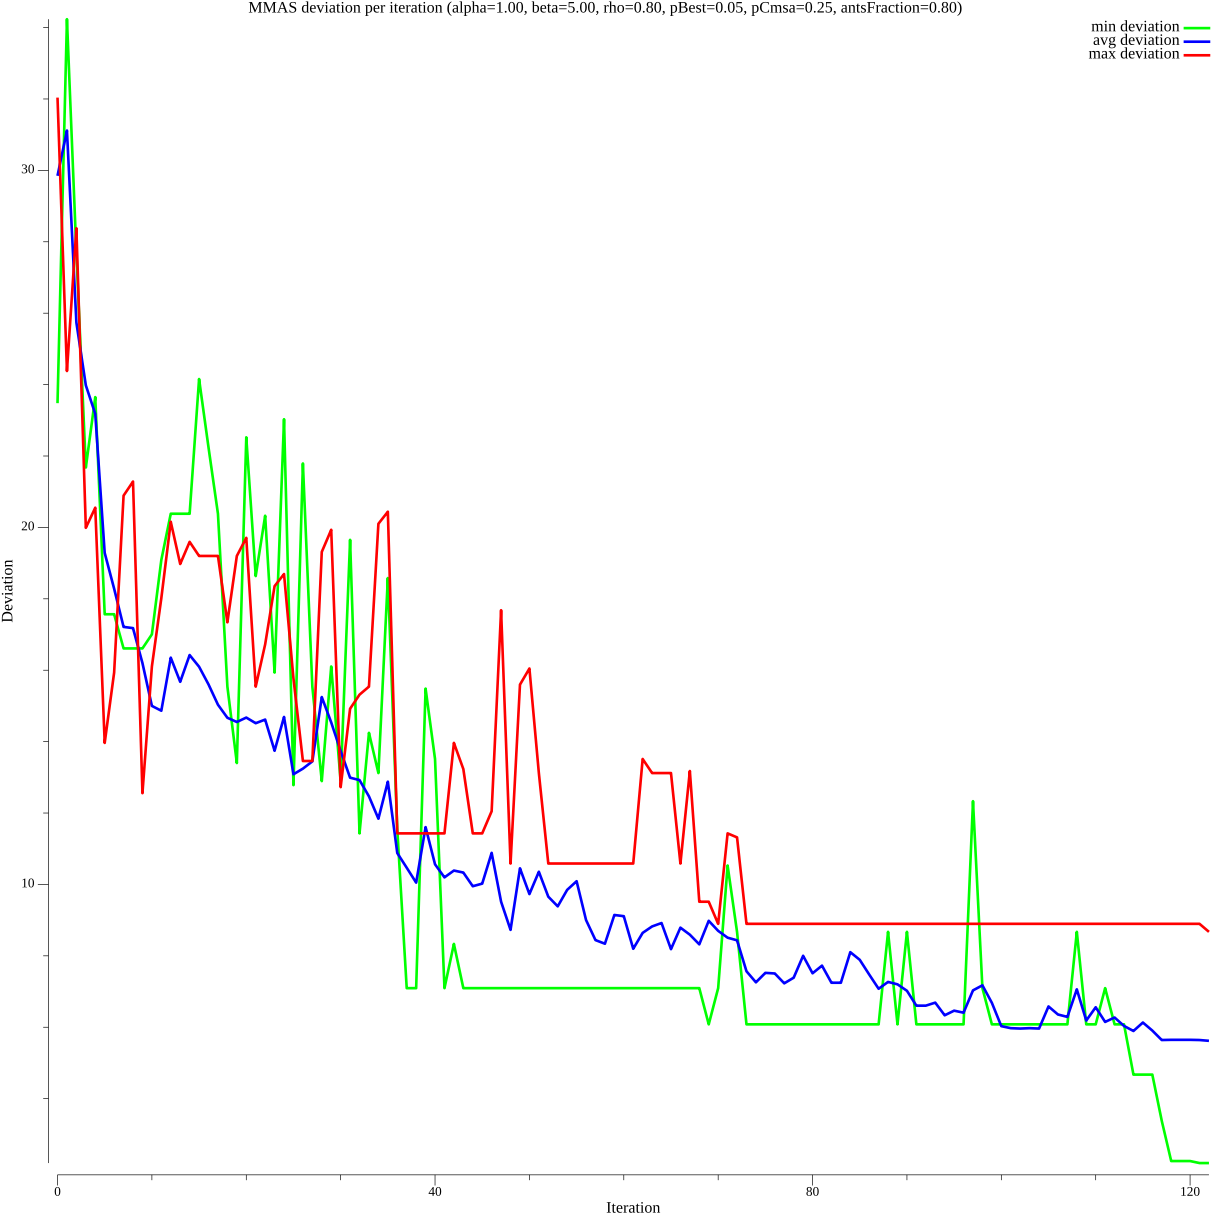 MMAS deviation per iteration (alpha=1.00, beta=5.00, rho=0.80, pBest=0.05, pCmsa=0.25, antsFraction=0.80)
min deviation
avg deviation
max deviation
30
20
10
Deviation
0
40
80
120
Iteration